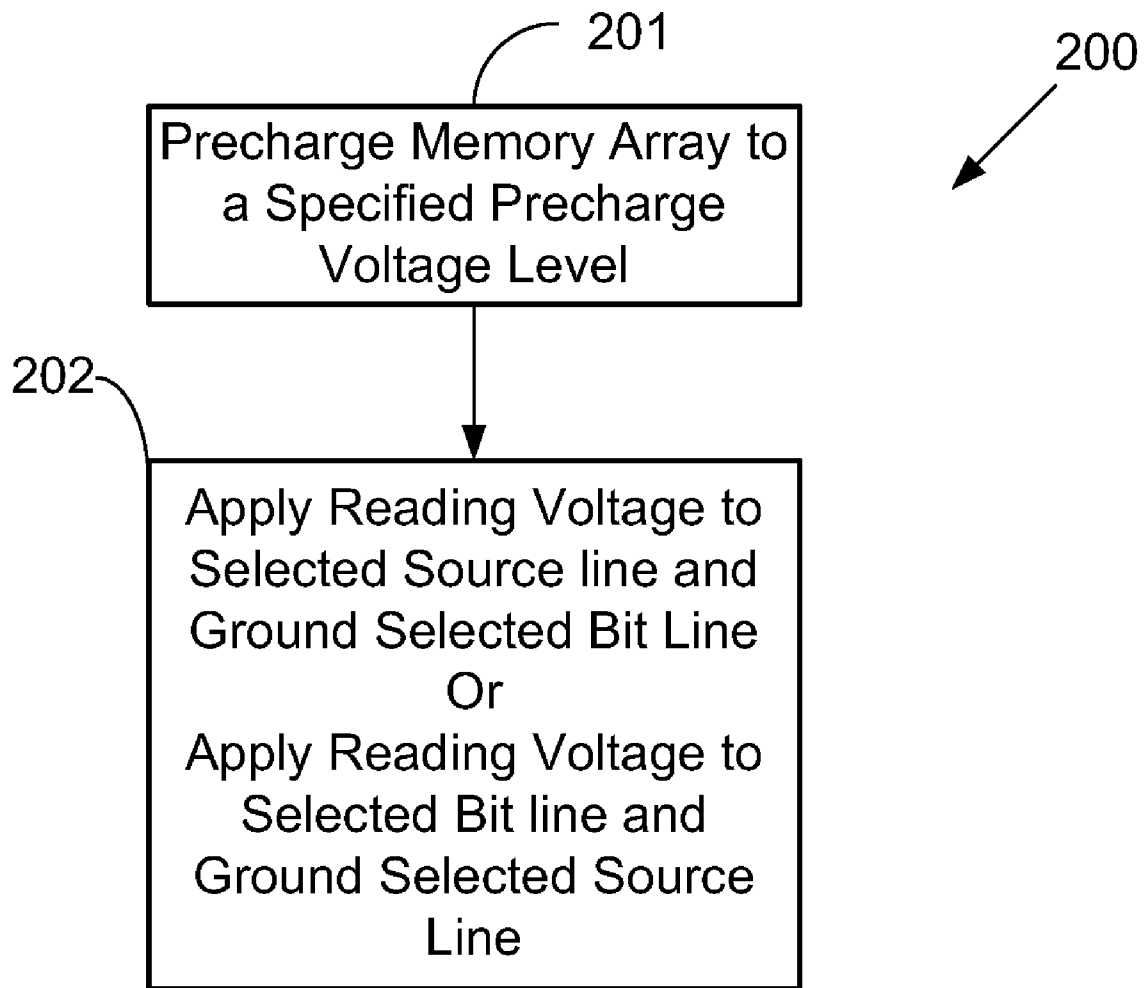 201
200
Precharge Memory Array to
a Specified Precharge
Voltage Level
202
Apply Reading Voltage to
Selected Source line and
Ground Selected Bit Line
Or
Apply Reading Voltage to
Selected Bit line and
Ground Selected Source
Line